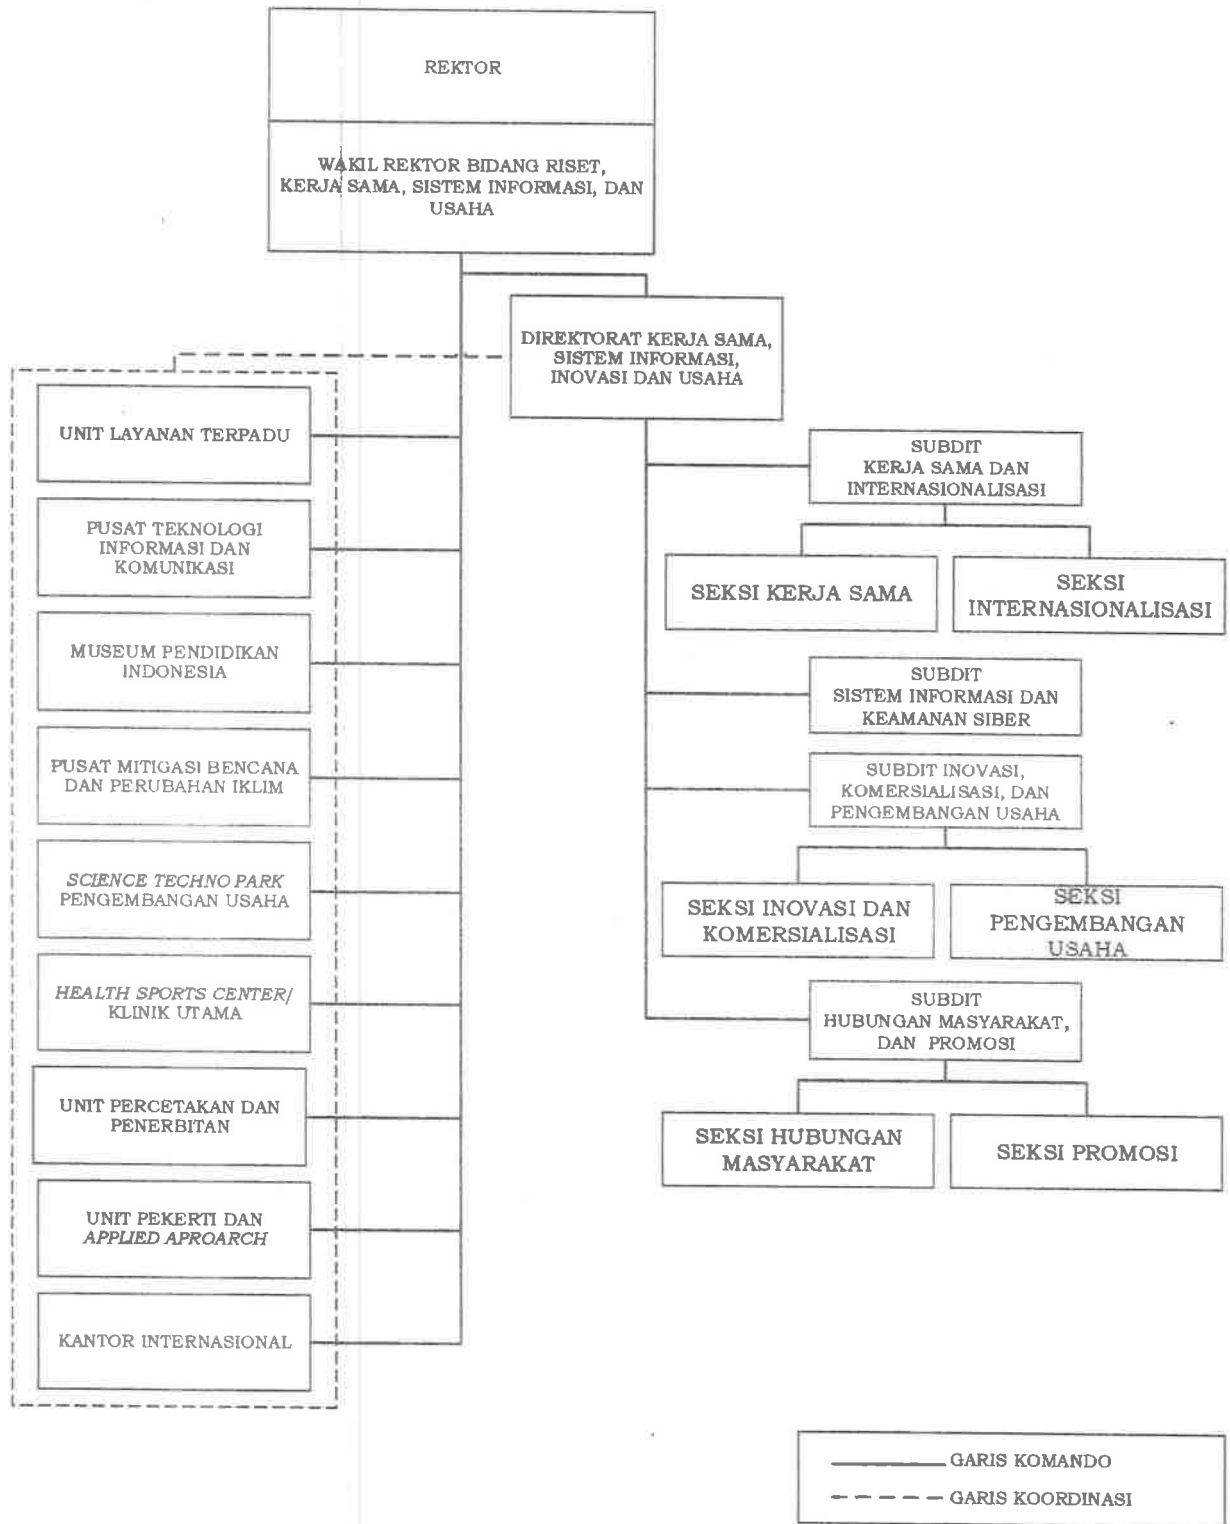 REKTOR
WAKIL REKTOR BIDANG RISET,
KERJA SAMA, SISTEM INFORMASI, DAN
USAHA
DIREKTORAT KERJA SAMA,
SISTEM INFORMASI,
INOVASI DAN USAHA
UNIT LAYANAN TERPADU
PUSAT TEKNOLOGI
INFORMASI DAN
KOMUNIKASI
MUSEUM PENDIDIKAN
INDONESIA
PUSAT MITIGASI BENCANA
DAN PERUBAHAN IKLIM
SCIENCE TECHNO PARK
PENGEMBANGAN USAHA
HEALTH SPORTS CENTER/
KLINIK UTAMA
UNIT PERCETAKAN DAN
PENERBITAN
UNIT PEKERTI DAN
APPLIED APROARCH
KANTOR INTERNASIONAL
SUBDIT
KERJA SAMA DAN
INTERNASIONALISASI
SEKSI KERJA SAMA
SEKSI
INTERNASIONALISASI
SUBDIT
SISTEM INFORMASI DAN
KEAMANAN SIBER
SUBDIT INOVASI,
KOMERSIALISASI, DAN
PENGEMBANGAN USAHA
SEKSI INOVASI DAN
KOMERSIALISASI
SEKSI
PENGEMBANGAN
USAHA
SUBDIT
HUBUNGAN MASYARAKAT,
DAN PROMOSI
SEKSI HUBUNGAN
MASYARAKAT
SEKSI PROMOSI
GARIS KOMANDO
GARIS KOORDINASI